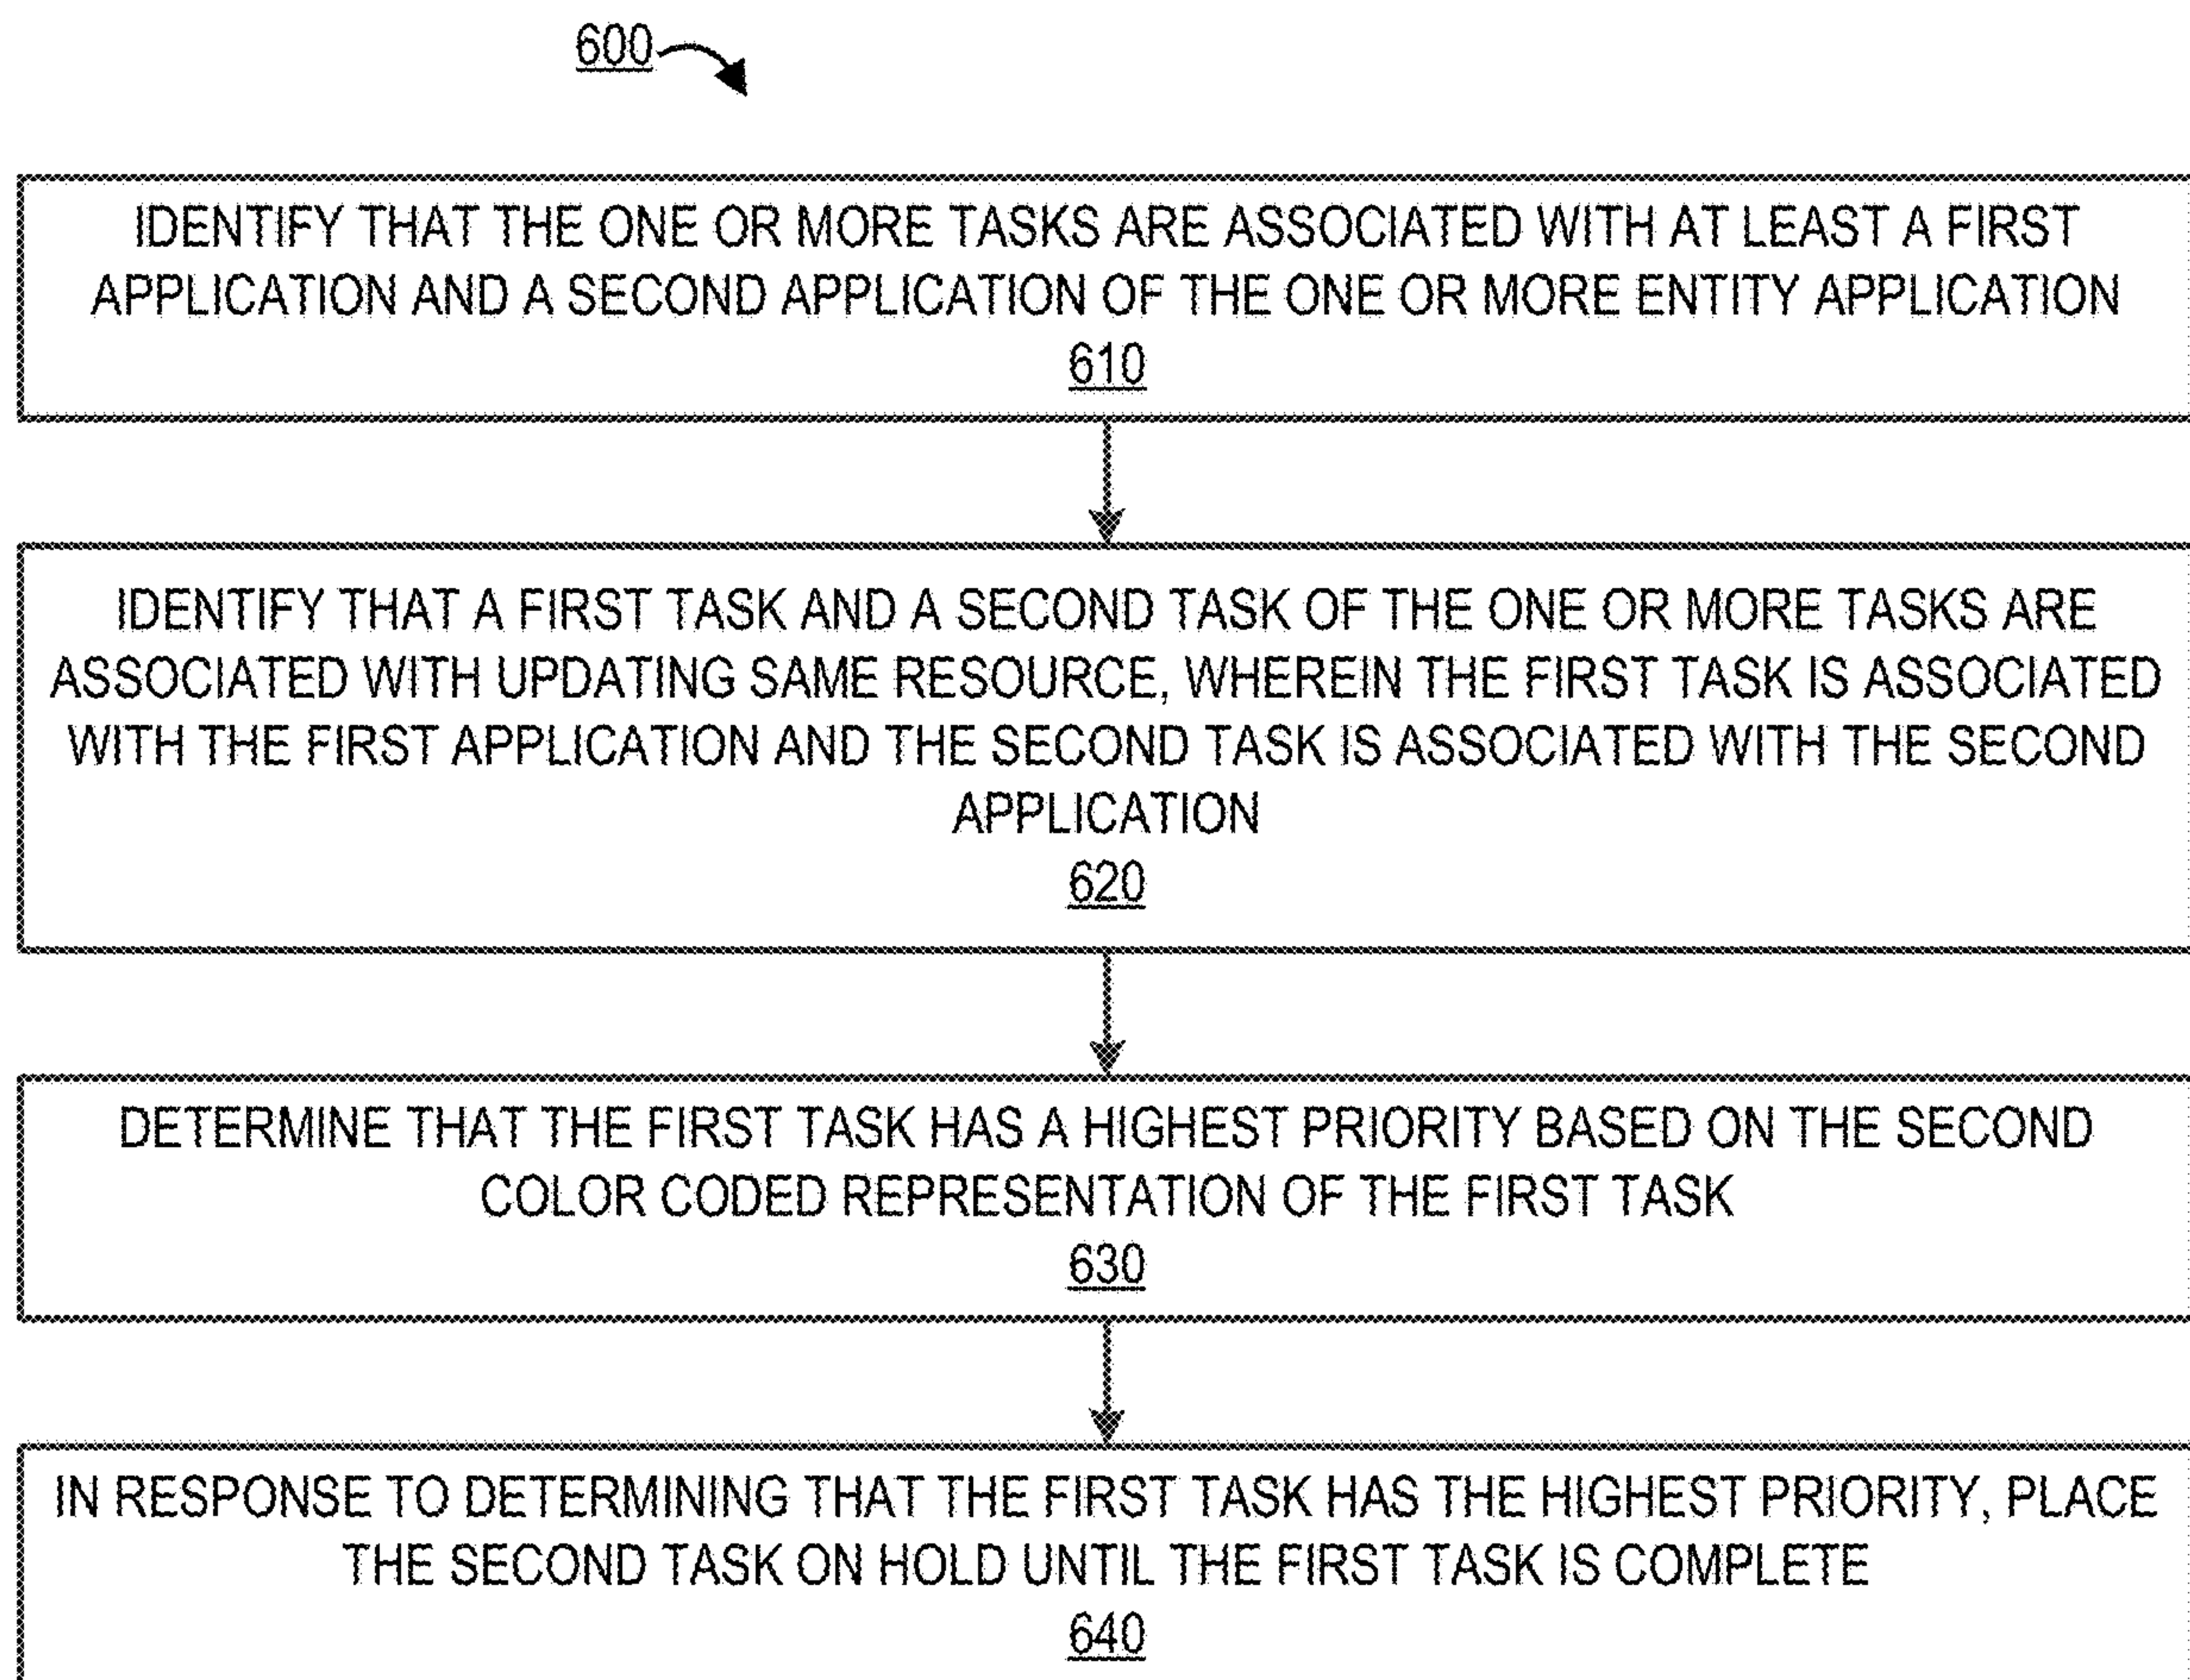 600
IDENTIFY THAT THE ONE OR MORE TASKS ARE ASSOCIATED WITH AT LEAST A FIRST
APPLICATION AND A SECOND APPLICATION OF THE ONE OR MORE ENTITY APPLICATION
610
IDENTIFY THAT A FIRST TASK AND A SECOND TASK OF THE ONE OR MORE TASKS ARE
ASSOCIATED WITH UPDATING SAME RESOURCE, WHEREIN THE FIRST TASK IS ASSOCIATED
WITH THE FIRST APPLICATION AND THE SECOND TASK IS ASSOCIATED WITH THE SECOND
APPLICATION
620
DETERMINE THAT THE FIRST TASK HAS A HIGHEST PRIORITY BASED ON THE SECOND
COLOR CODED REPRESENTATION OF THE FIRST TASK
630
IN RESPONSE TO DETERMINING THAT THE FIRST TASK HAS THE HIGHEST PRIORITY, PLACE
THE SECOND TASK ON HOLD UNTIL THE FIRST TASK IS COMPLETE
640